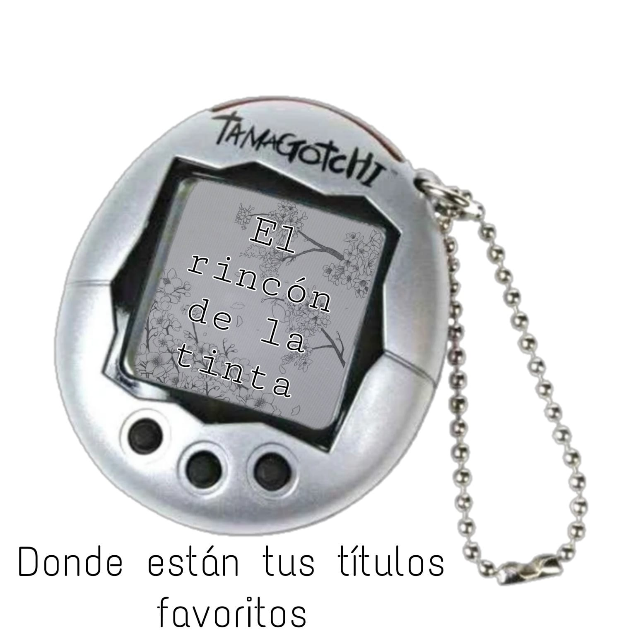 TAMAGOTCHI
El
rincón
de la
tinta
Donde están tus títulos
favoritos